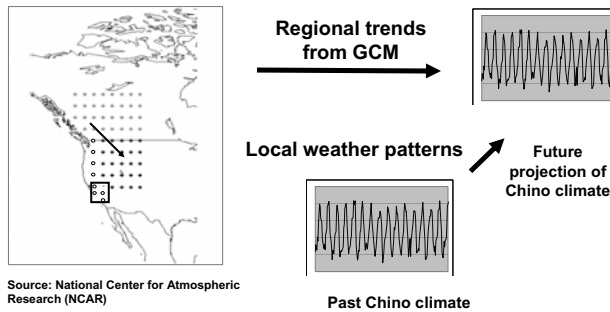 Regional trends
from GCM
Local weather patterns
Future
projection of
Chino climate
Source: National Center for Atmospheric
Research (NCAR)
Past Chino climate